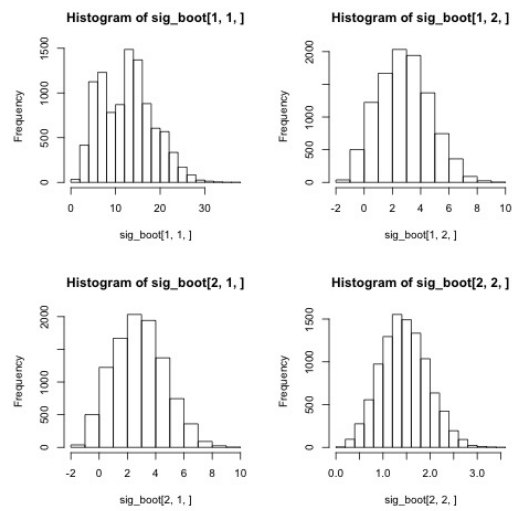 Histogram of sig_boot[1, 1, ]
Frequency
0 500 1000 1500
0 10 20 30
sig_boot[1, 1, ]
Histogram of sig_boot[1, 2, ]
Frequency
0 500 1000 2000
-2 0 2 4 6 8 10
sig_boot[1, 2, ]
Histogram of sig_boot[2, 1, ]
Frequency
0 500 1000 2000
-2 0 2 4 6 8 10
sig_boot[2, 1, ]
Histogram of sig_boot[2, 2, ]
Frequency
0 500 1000 1500
0.0 1.0 2.0 3.0
sig_boot[2, 2, ]